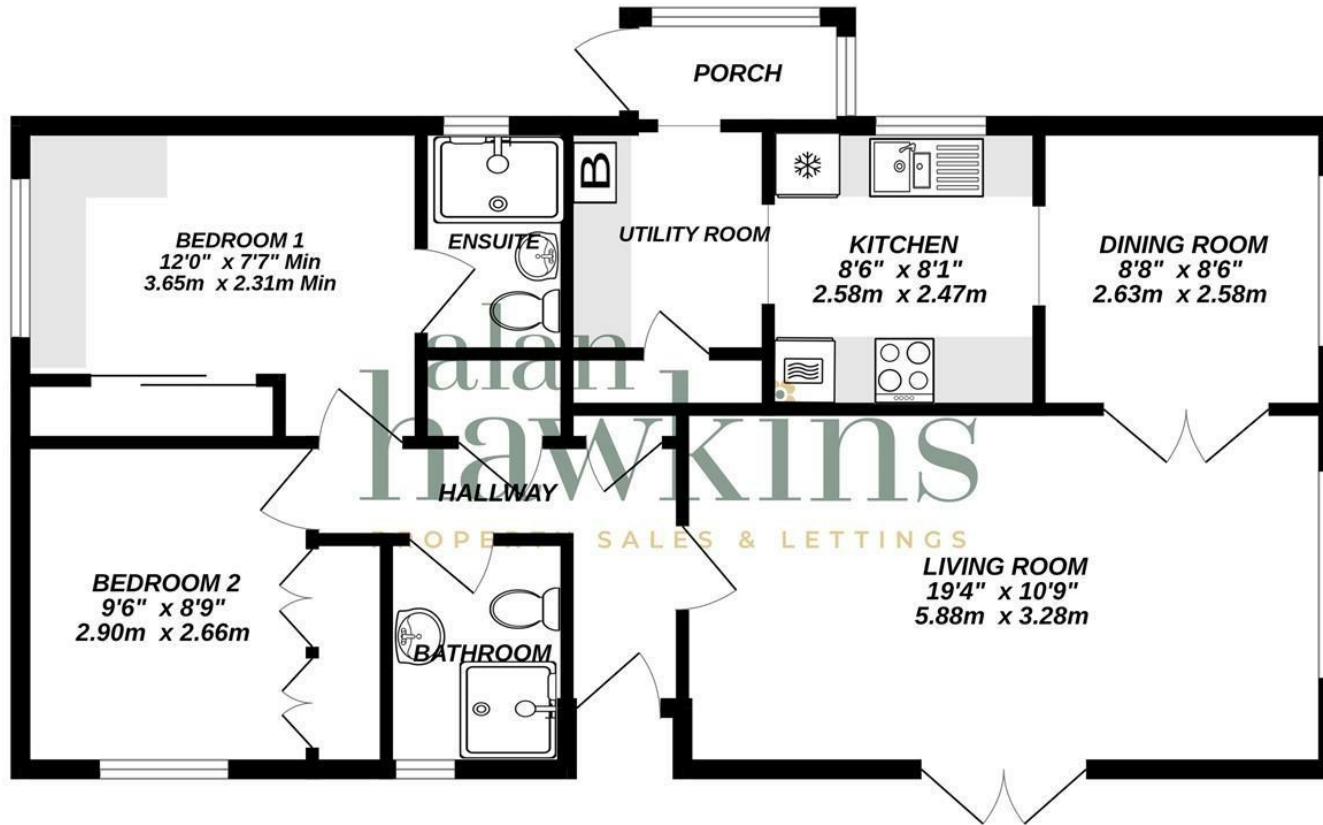 PORCH
B
BEDROOM 1
12'0" x 7'7" Min
3.65m x 2.31m Min
ENSUITE
UTILITY ROOM
KITCHEN
8'6" x 8'1"
2.58m x 2.47m
DINING ROOM
8'8" x 8'6"
2.63m x 2.58m
alan
hawkins
PROPERTY SALES & LETTINGS
HALLWAY
BEDROOM 2
9'6" x 8'9"
2.90m x 2.66m
BATHROOM
LIVING ROOM
19'4" x 10'9"
5.88m x 3.28m